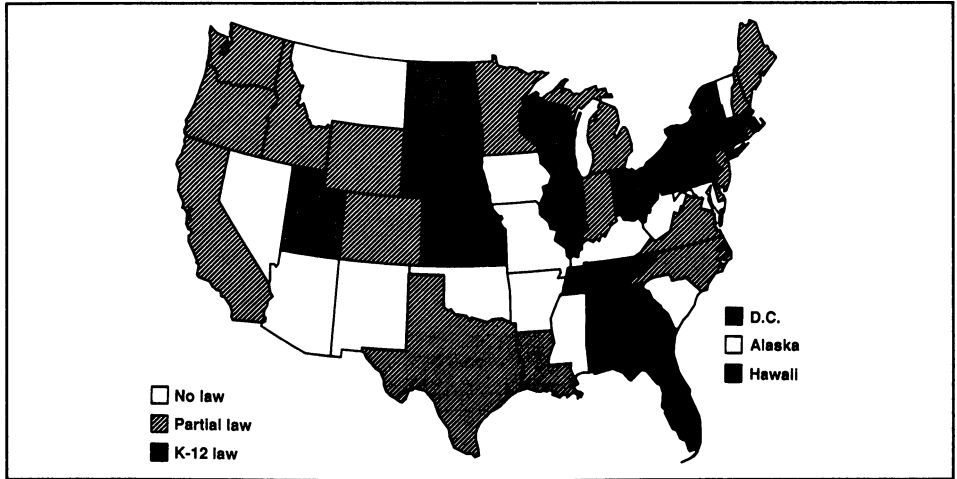 D.C.
Alaska
Hawaii
No law
Partial law
K-12 law